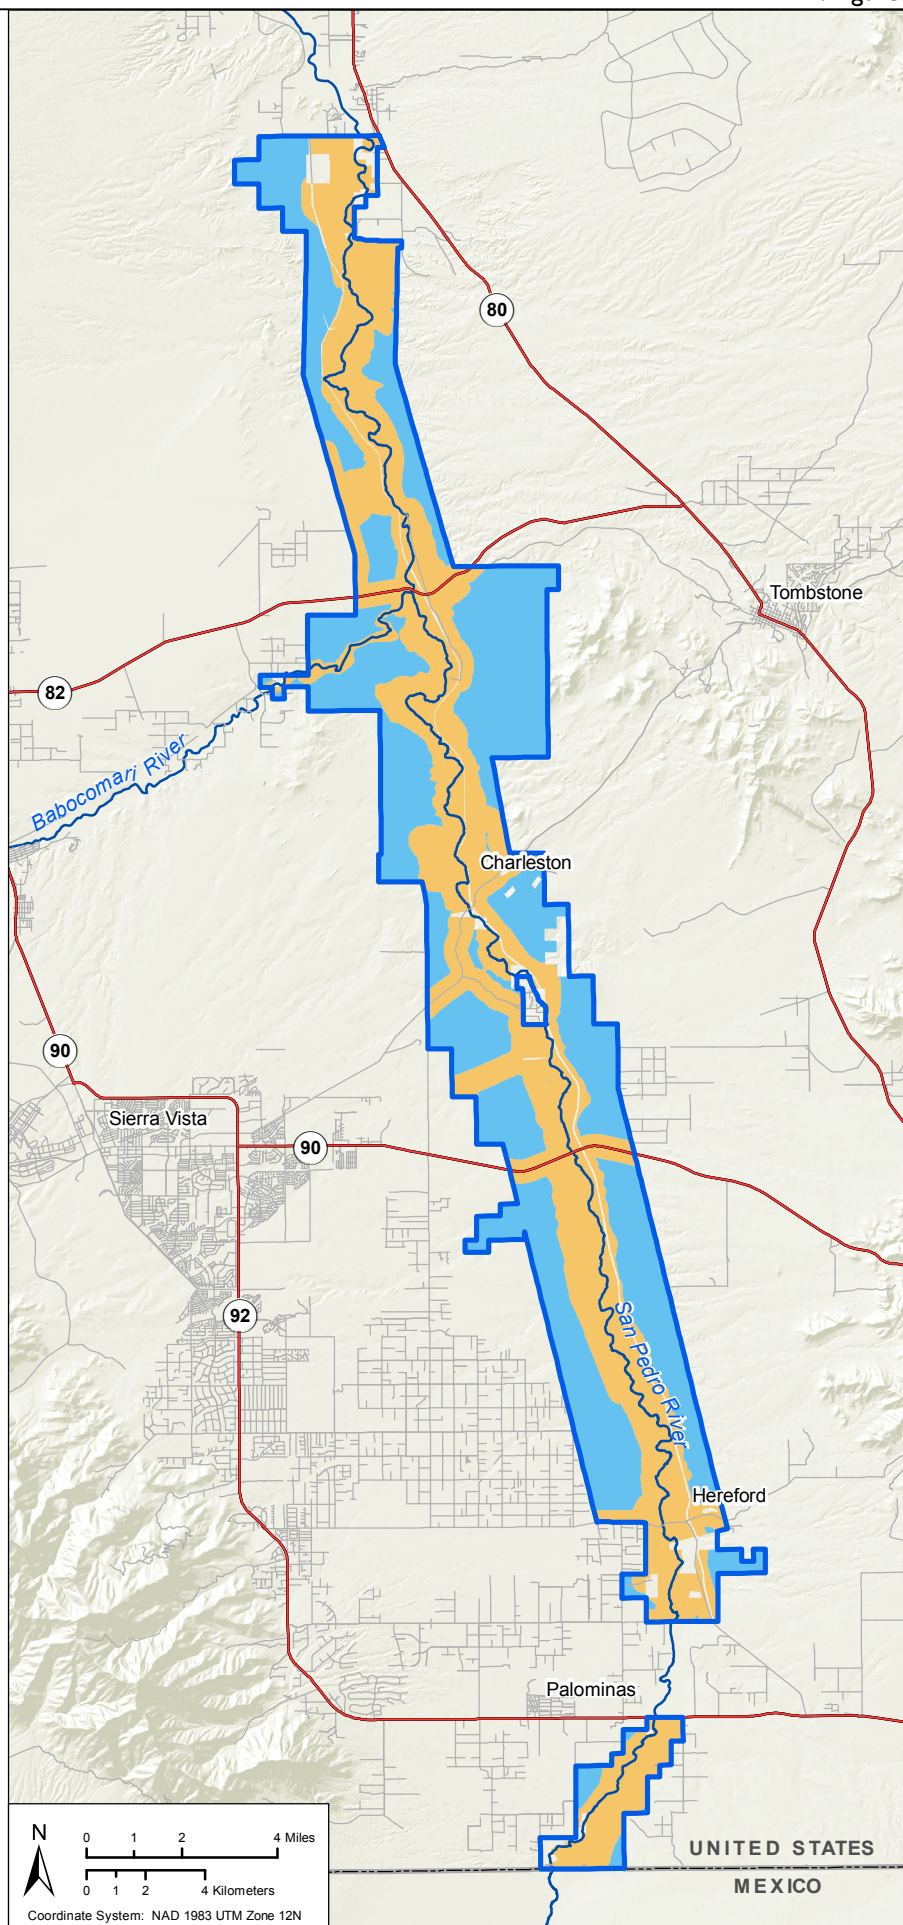 80
Tombstone
82
Babocomari River
Charleston
90
Sierra Vista
90
92
San Pedro River
Hereford
Palominas
UNITED STATES
MEXICO
N
0 1 2 4 Miles
0 1 2 4 Kilometers
Coordinate System: NAD 1983 UTM Zone 12N